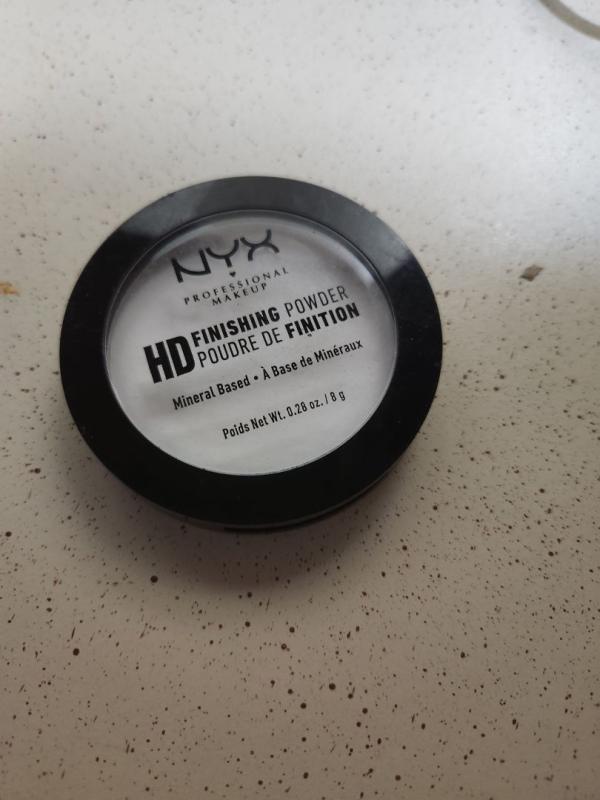 NYX
PROFESSIONAL
MAKEUP
HD FINISHING POWDER
POUDRE DE FINITION
Mineral Based • À Base de Minéraux
Poids Net Wt. 0.28 oz. / 8 g